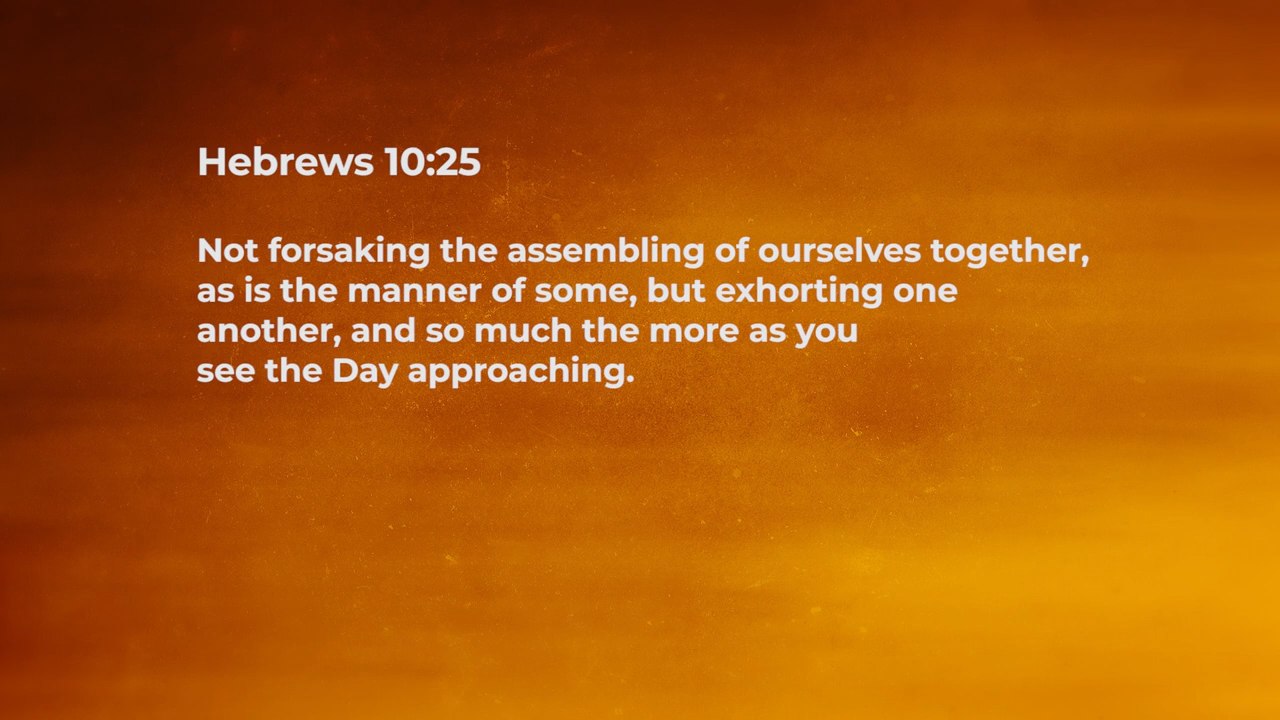 Hebrews 10:25
Not forsaking the assembling of ourselves together,
as is the manner of some, but exhorting one
another, and so much the more as you
see the Day approaching.